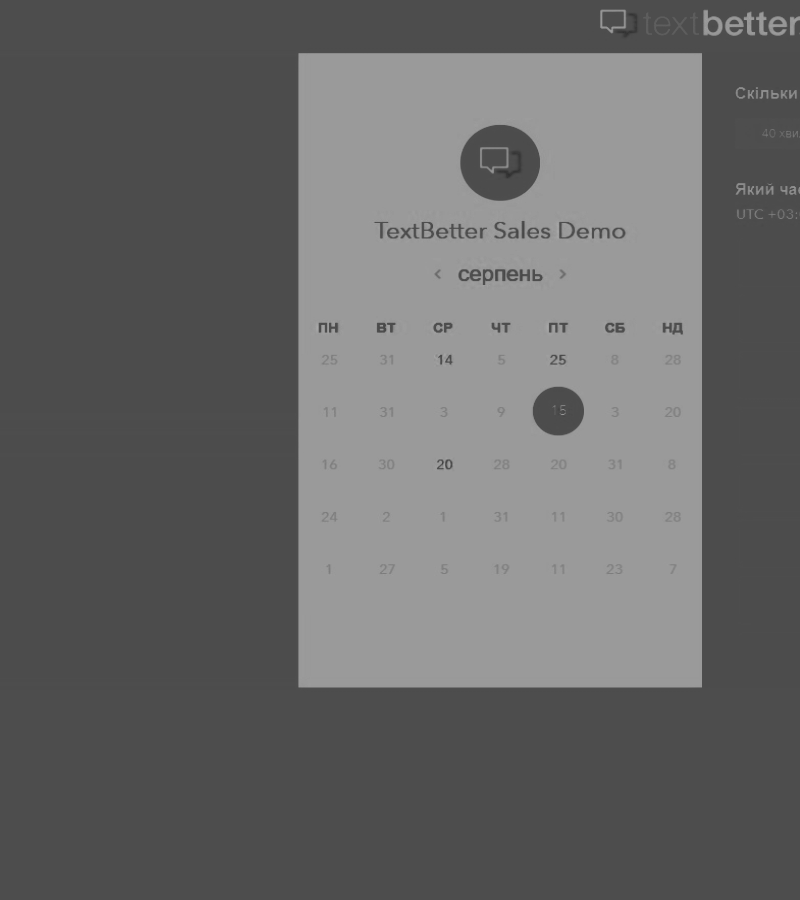 textbetter
TextBetter Sales Demo
‹ серпень ›
ПН ВТ СР ЧТ ПТ СБ НД
25 31 14 5 25 8 28
11 31 3 9 15 3 20
16 30 20 28 20 31 8
24 2 1 31 11 30 28
1 27 5 19 11 23 7
Скільки
40
Який
UTC +03: